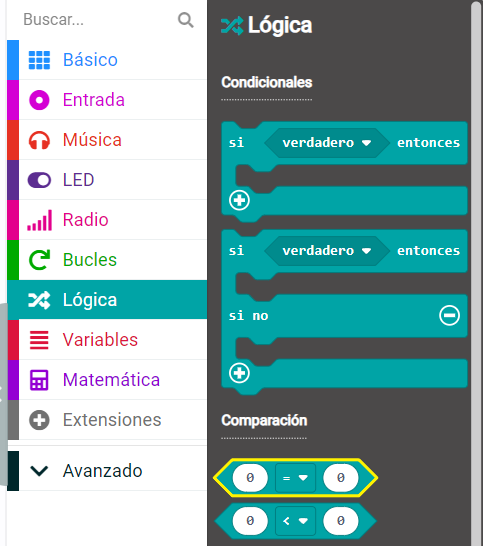 Buscar...
Básico
Entrada
Música
LED
Radio
Bucles
Lógica
Variables
Matemática
Extensiones
Avanzado
Lógica
Condicionales
si verdadero entonces
si verdadero entonces
si no
Comparación
0 = 0
0 < 0